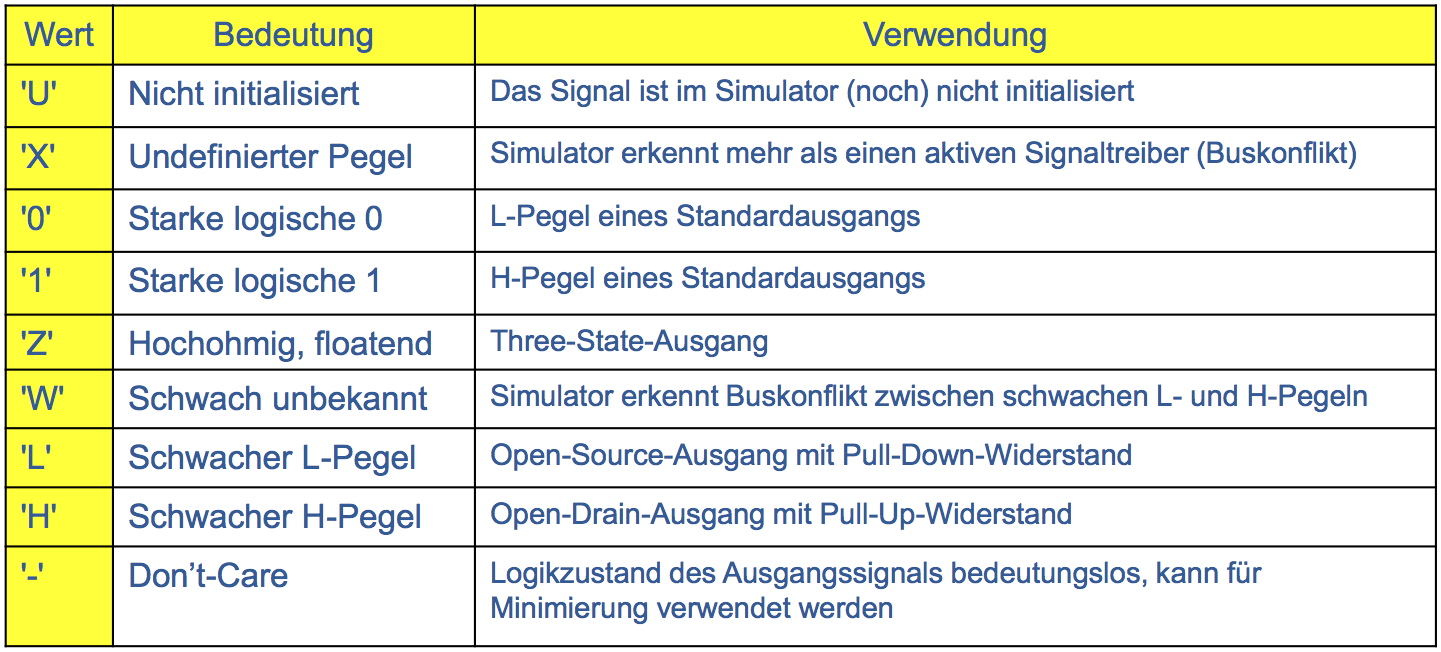 Wert Bedeutung Verwendung
'U' Nicht initialisiert Das Signal ist im Simulator (noch) nicht initialisiert
'X' Undefinierter Pegel Simulator erkennt mehr als einen aktiven Signaltreiber (Buskonflikt)
'0' Starke logische 0 L-Pegel eines Standardausgangs
'1' Starke logische 1 H-Pegel eines Standardausgangs
'Z' Hochohmig, floatend Three-State-Ausgang
'W' Schwach unbekannt Simulator erkennt Buskonflikt zwischen schwachen L- und H-Pegeln
'L' Schwacher L-Pegel Open-Source-Ausgang mit Pull-Down-Widerstand
'H' Schwacher H-Pegel Open-Drain-Ausgang mit Pull-Up-Widerstand
'-' Don’t-Care Logikzustand des Ausgangssignals bedeutungslos, kann für
Minimierung verwendet werden